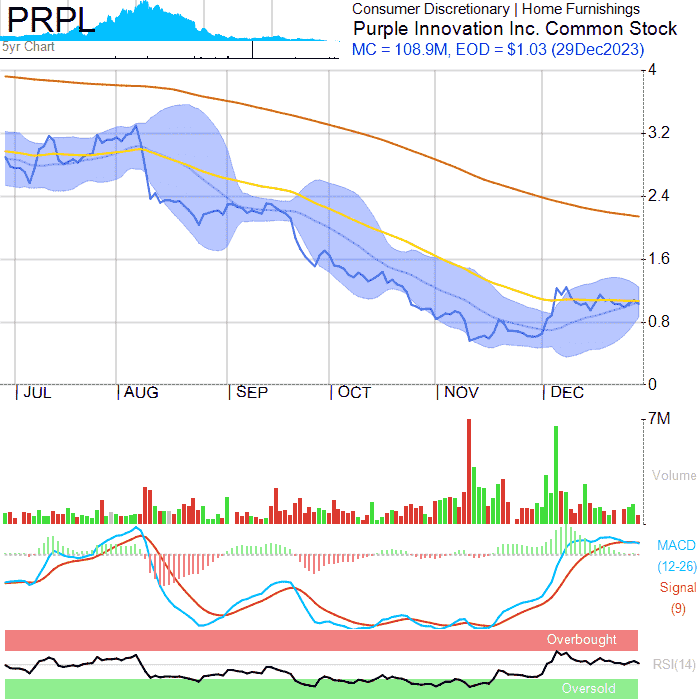 PRPL
5yr Chart
Consumer Discretionary | Home Furnishings
Purple Innovation Inc. Common Stock
MC = 108.9M, EOD = $1.03 (29Dec2023)
4
3.2
2.4
1.6
0.8
0
JUL AUG SEP OCT NOV DEC
7M
Volume
MACD
(12-26)
Signal
(9)
Overbought
RSI(14)
Oversold